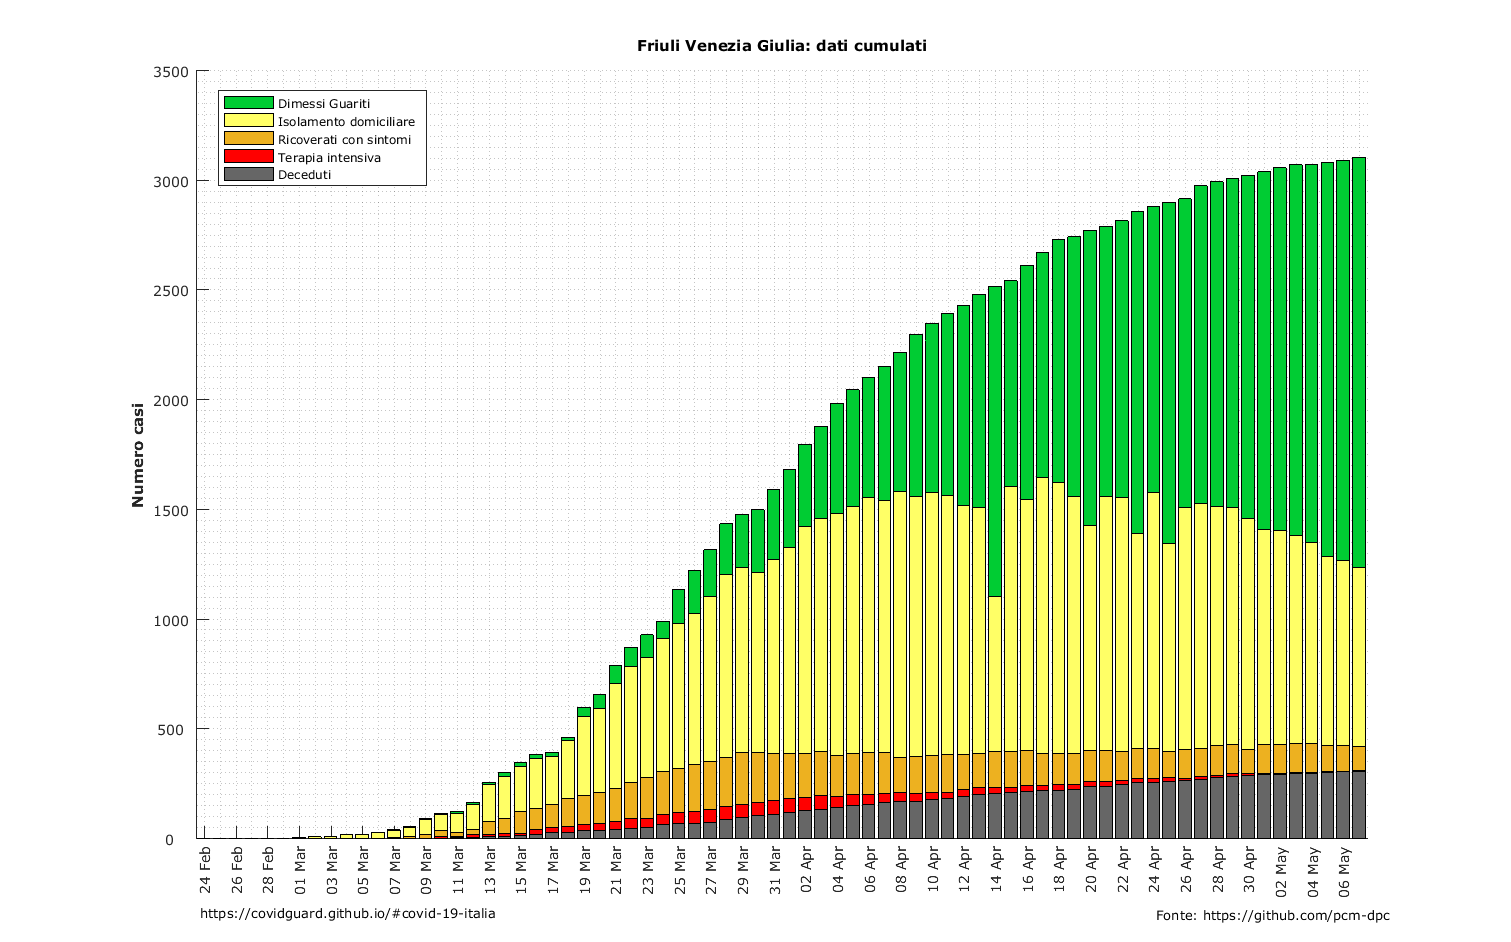 Friuli Venezia Giulia: dati cumulati
3500
3000
2500
2000
1500
1000
500
0
Numero casi
Dimessi Guariti
Isolamento domiciliare
Ricoverati con sintomi
Terapia intensiva
Deceduti
24 Feb
26 Feb
28 Feb
01 Mar
03 Mar
05 Mar
07 Mar
09 Mar
11 Mar
13 Mar
15 Mar
17 Mar
19 Mar
21 Mar
23 Mar
25 Mar
27 Mar
29 Mar
31 Mar
02 Apr
04 Apr
06 Apr
08 Apr
10 Apr
12 Apr
14 Apr
16 Apr
18 Apr
20 Apr
22 Apr
24 Apr
26 Apr
28 Apr
30 Apr
02 May
04 May
06 May
https://covidguard.github.io/#covid-19-italia
Fonte: https://github.com/pcm-dpc